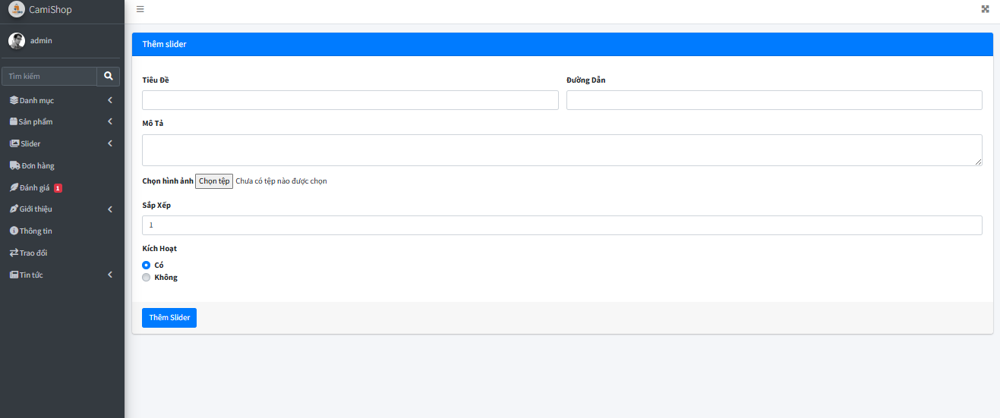 CamiShop
admin
Tìm kiếm
Danh mục
Sản phẩm
Slider
Đơn hàng
Đánh giá 1
Giới thiệu
Thông tin
Trao đổi
Tin tức
Thêm slider
Tiêu Đề
Đường Dẫn
Mô Tả
Chọn hình ảnh Chọn tệp Chưa có tệp nào được chọn
Sắp Xếp
1
Kích Hoạt
Có
Không
Thêm Slider